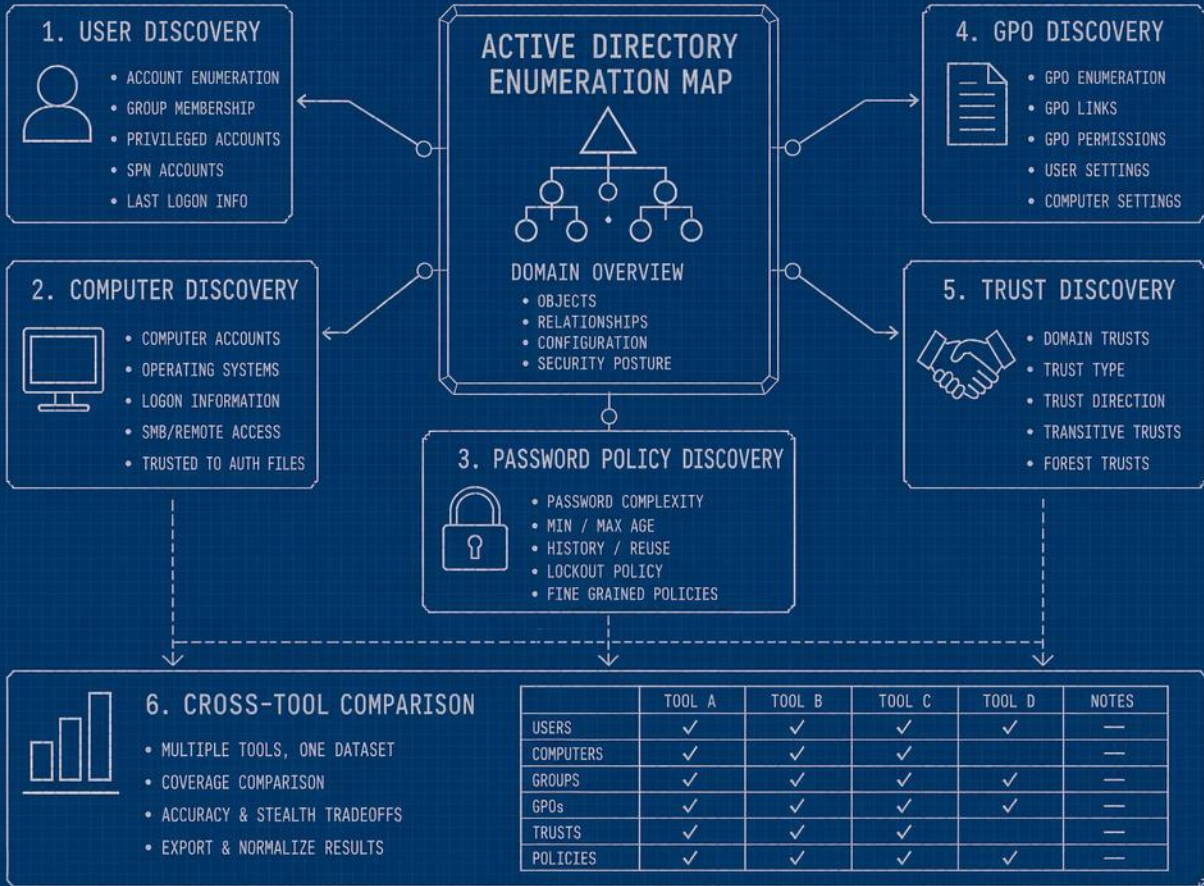 ACTIVE DIRECTORY
ENUMERATION MAP
DOMAIN OVERVIEW
• OBJECTS
• RELATIONSHIPS
• CONFIGURATION
• SECURITY POSTURE
1. USER DISCOVERY
• ACCOUNT ENUMERATION
• GROUP MEMBERSHIP
• PRIVILEGED ACCOUNTS
• SPN ACCOUNTS
• LAST LOGON INFO
2. COMPUTER DISCOVERY
• COMPUTER ACCOUNTS
• OPERATING SYSTEMS
• LOGON INFORMATION
• SMB/REMOTE ACCESS
• TRUSTED TO AUTH FILES
3. PASSWORD POLICY DISCOVERY
• PASSWORD COMPLEXITY
• MIN / MAX AGE
• HISTORY / REUSE
• LOCKOUT POLICY
• FINE GRAINED POLICIES
4. GPO DISCOVERY
• GPO ENUMERATION
• GPO LINKS
• GPO PERMISSIONS
• USER SETTINGS
• COMPUTER SETTINGS
5. TRUST DISCOVERY
• DOMAIN TRUSTS
• TRUST TYPE
• TRUST DIRECTION
• TRANSITIVE TRUSTS
• FOREST TRUSTS
6. CROSS-TOOL COMPARISON
• MULTIPLE TOOLS, ONE DATASET
• COVERAGE COMPARISON
• ACCURACY & STEALTH TRADEOFFS
• EXPORT & NORMALIZE RESULTS
TOOL A TOOL B TOOL C TOOL D NOTES
USERS ✓ ✓ ✓ ✓ —
COMPUTERS ✓ ✓ ✓ —
GROUPS ✓ ✓ ✓ ✓ —
GPOs ✓ ✓ ✓ ✓ —
TRUSTS ✓ ✓ ✓ —
POLICIES ✓ ✓ ✓ ✓ —